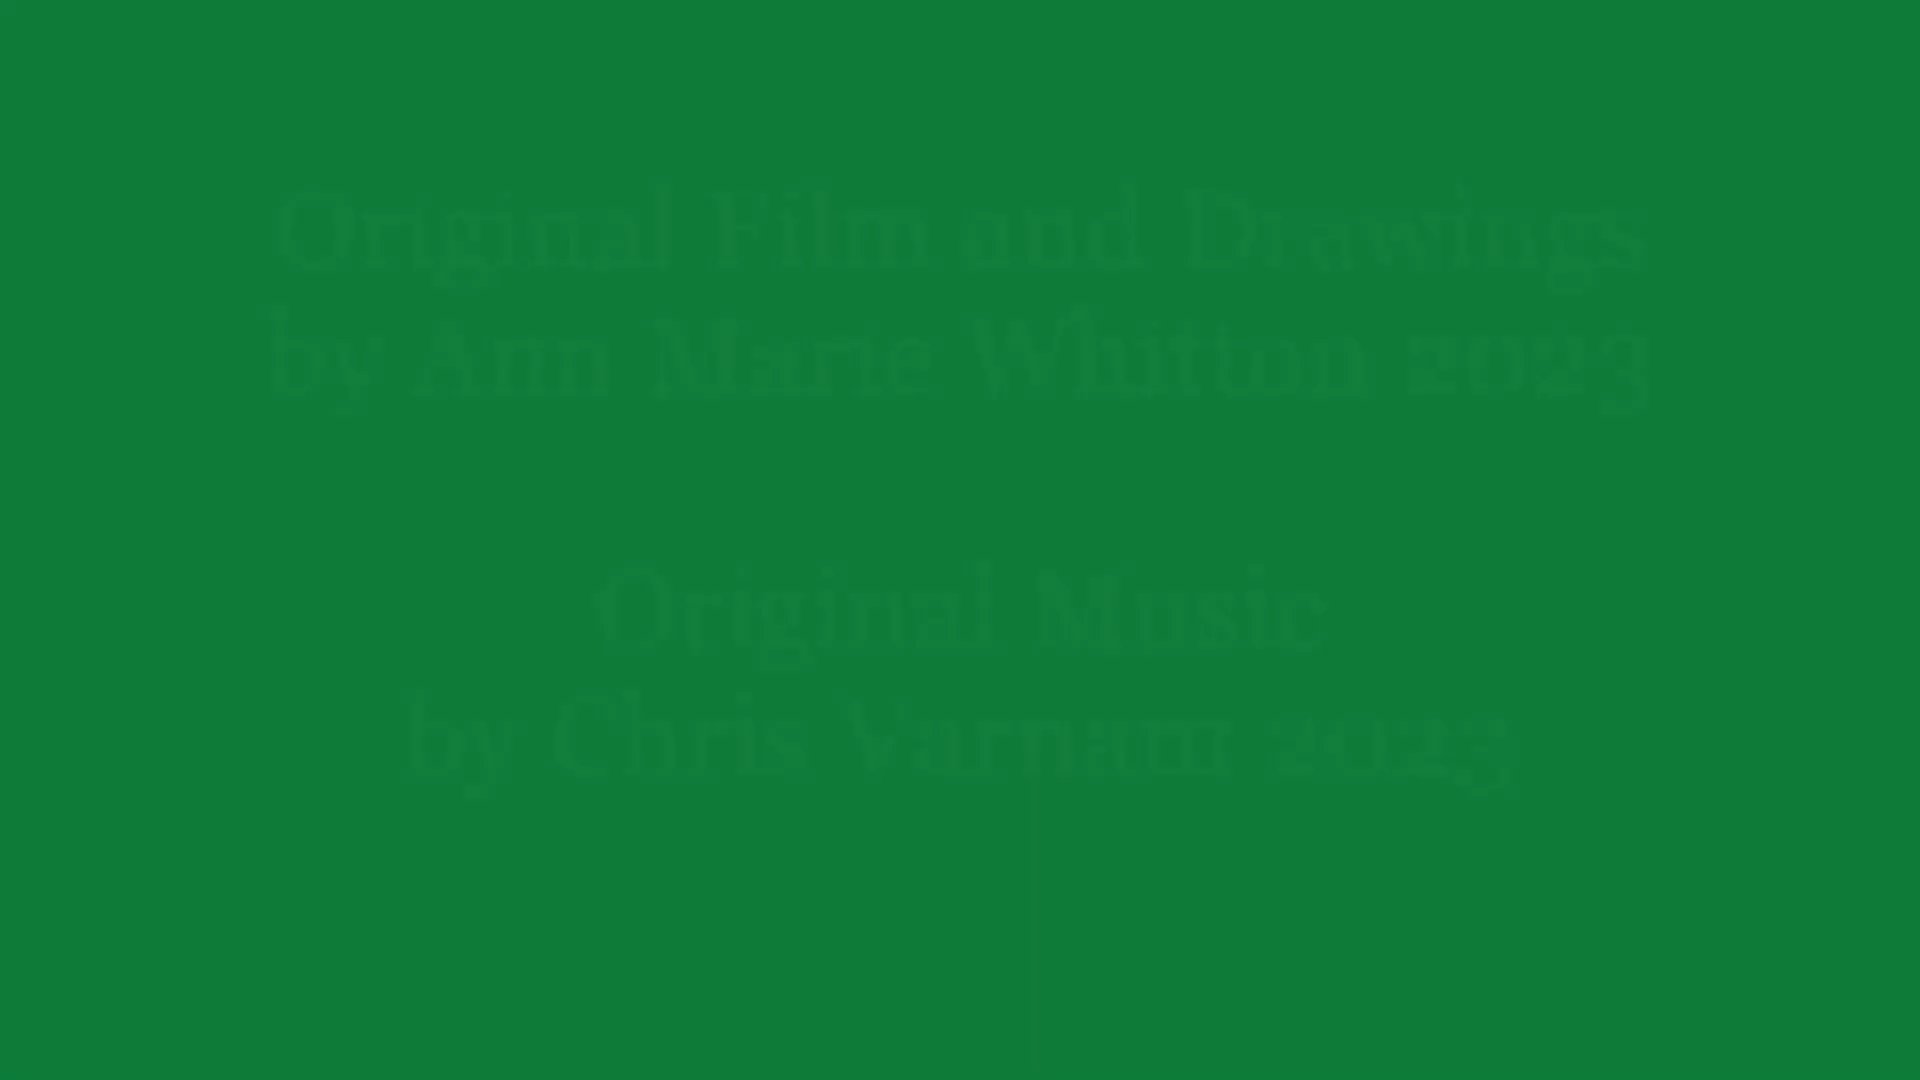 Original Film and Drawings
by Ann Marie Whitton 2023
Original Music
by Chris Varnam 2023